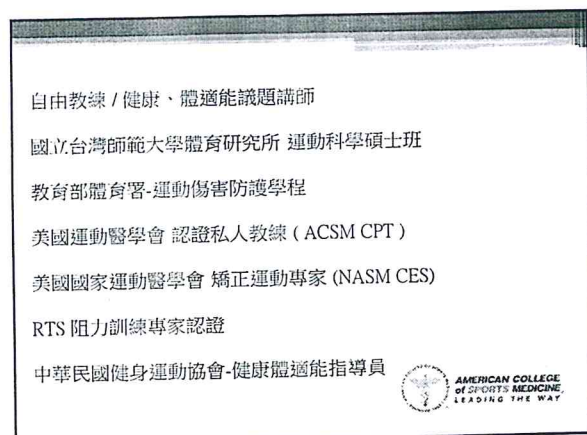 自由教練 / 健康、體適能議題講師
國立台灣師範大學體育研究所 運動科學碩士班
教育部體育署-運動傷害防護學程
美國運動醫學會 認證私人教練 ( ACSM CPT )
美國國家運動醫學會 矯正運動專家 (NASM CES)
RTS 阻力訓練專家認證
中華民國健身運動協會-健康體適能指導員
AMERICAN COLLEGE
of SPORTS MEDICINE
LEADING THE WAY